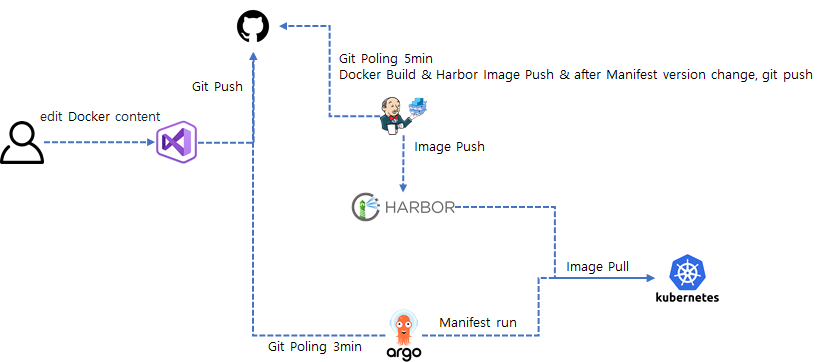 Git Poling 5min
Docker Build & Harbor Image Push & after Manifest version change, git push
Git Push
edit Docker content
Image Push
HARBOR
Image Pull
kubernetes
Manifest run
Git Poling 3min
argo